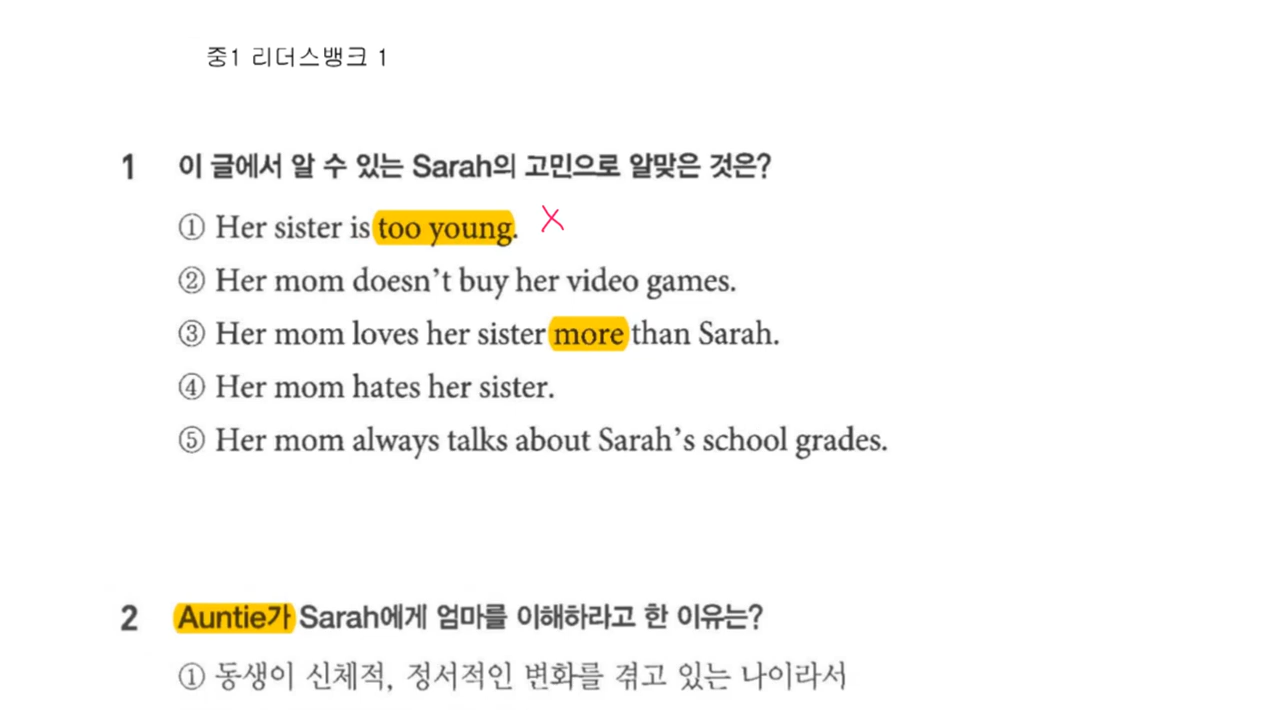 중1 리더스뱅크 1
1 이 글에서 알 수 있는 Sarah의 고민으로 알맞은 것은?
① Her sister is too young. X
② Her mom doesn’t buy her video games.
③ Her mom loves her sister more than Sarah.
④ Her mom hates her sister.
⑤ Her mom always talks about Sarah’s school grades.
2 Auntie가 Sarah에게 엄마를 이해하라고 한 이유는?
① 동생이 신체적, 정서적인 변화를 겪고 있는 나이라서